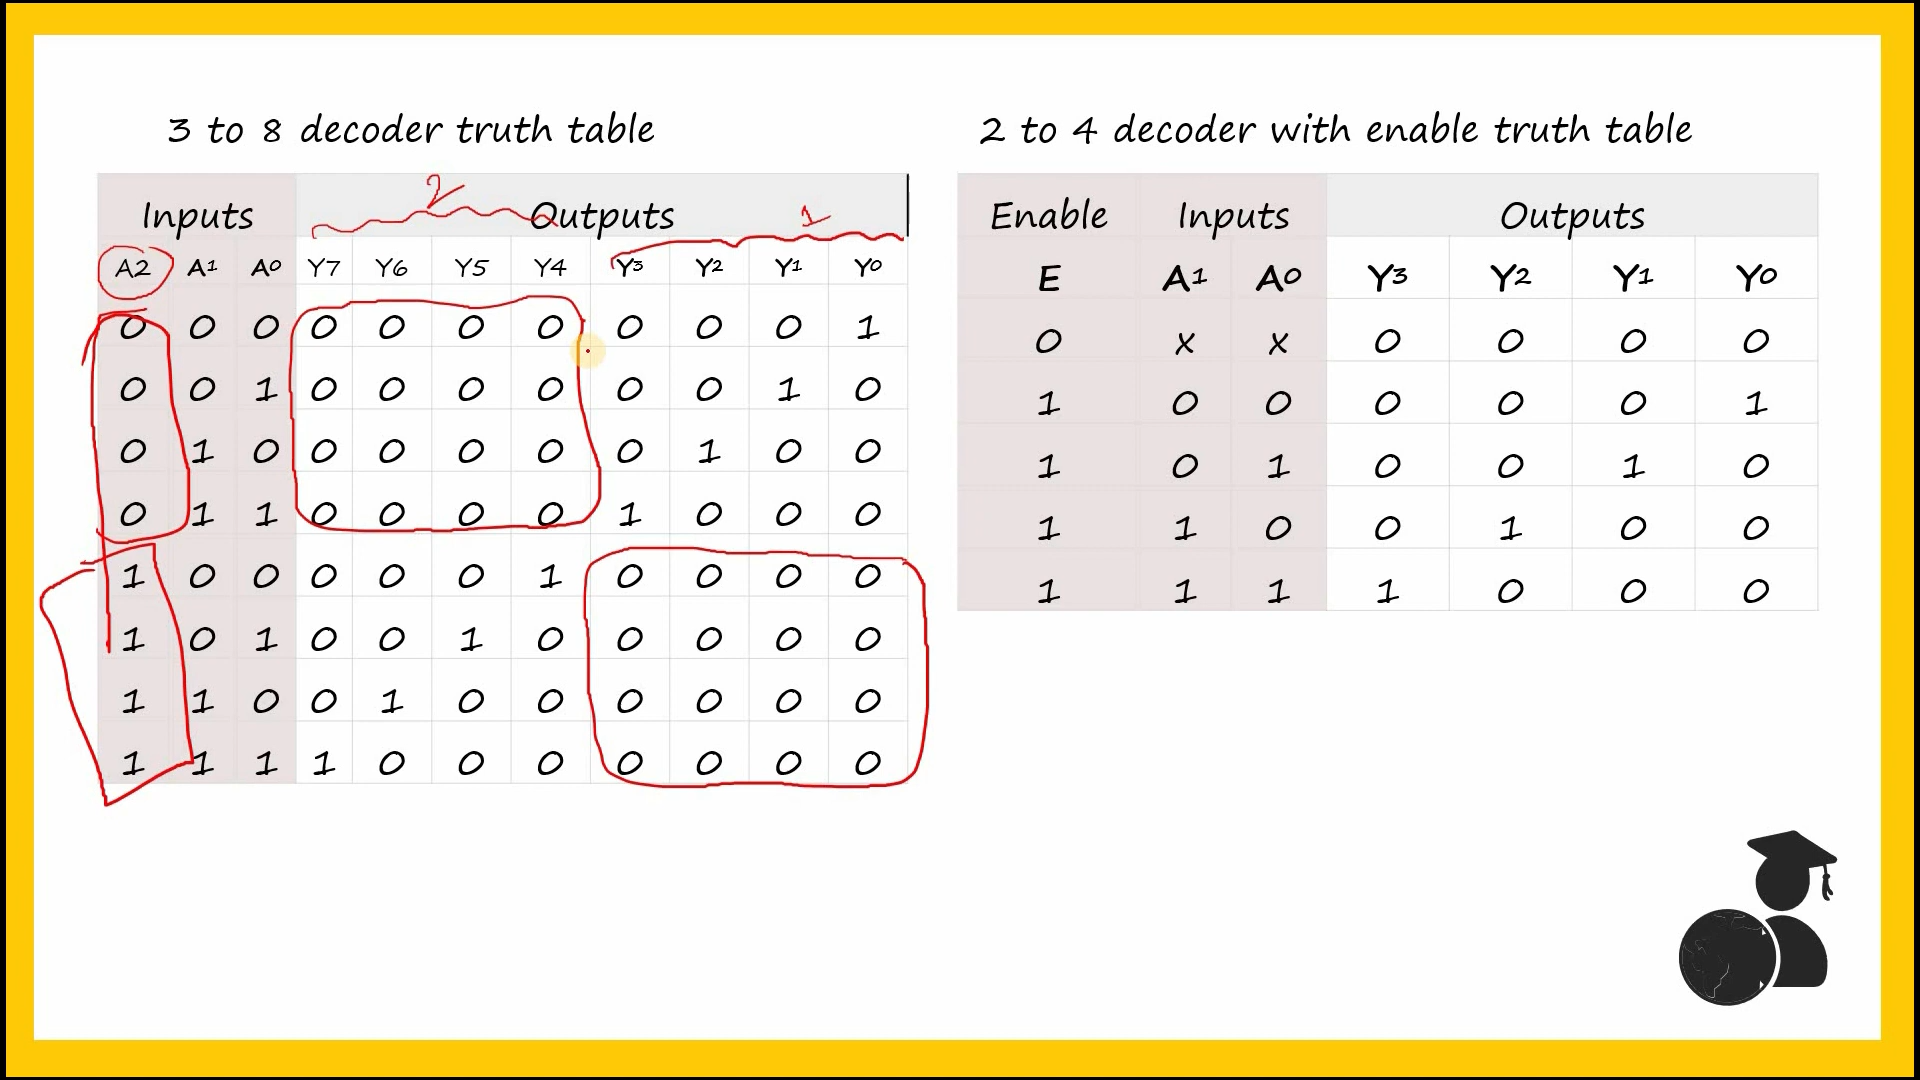 3 to 8 decoder truth table
Inputs Outputs
2 1
A2 A1 A0 Y7 Y6 Y5 Y4 Y3 Y2 Y1 Y0
0 0 0 0 0 0 0 0 0 0 1
0 0 1 0 0 0 0 0 0 1 0
0 1 0 0 0 0 0 0 1 0 0
0 1 1 0 0 0 0 1 0 0 0
1 0 0 0 0 0 1 0 0 0 0
1 0 1 0 0 1 0 0 0 0 0
1 1 0 0 1 0 0 0 0 0 0
1 1 1 1 0 0 0 0 0 0 0
2 to 4 decoder with enable truth table
Enable Inputs Outputs
E A1 A0 Y3 Y2 Y1 Y0
0 x x 0 0 0 0
1 0 0 0 0 0 1
1 0 1 0 0 1 0
1 1 0 0 1 0 0
1 1 1 1 0 0 0